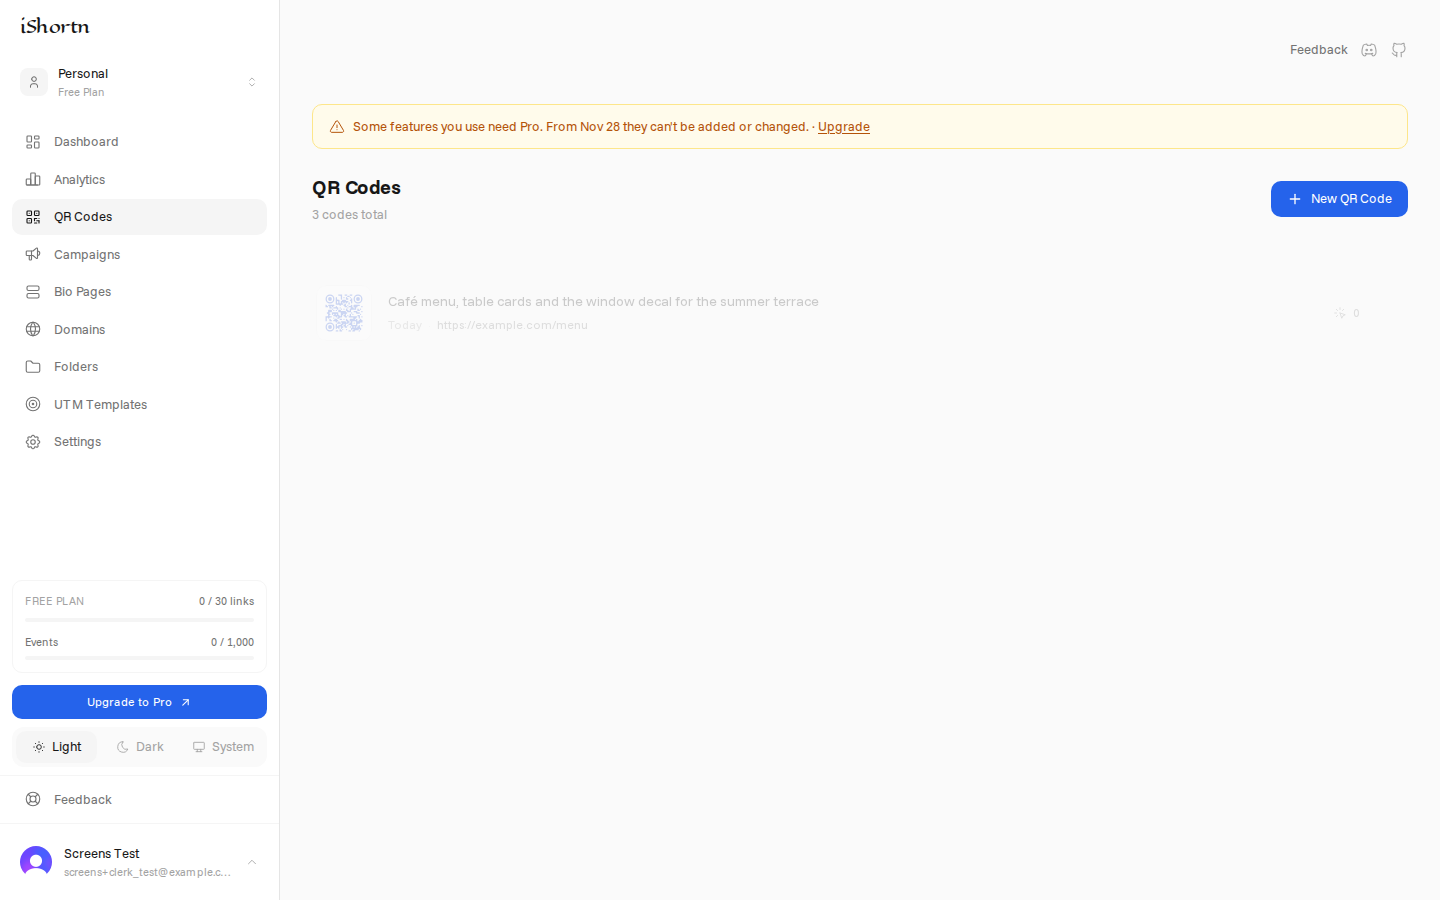 iShortn
Personal
Free Plan
Dashboard
Analytics
QR Codes
Campaigns
Bio Pages
Domains
Folders
UTM Templates
Settings
FREE PLAN 0 / 30 links
Events 0 / 1,000
Upgrade to Pro
Light Dark System
Feedback
Screens Test
screens+clerk_test@example.c...
Feedback
Some features you use need Pro. From Nov 28 they can't be added or changed. · Upgrade
QR Codes
3 codes total
New QR Code
Café menu, table cards and the window decal for the summer terrace
Today https://example.com/menu
0